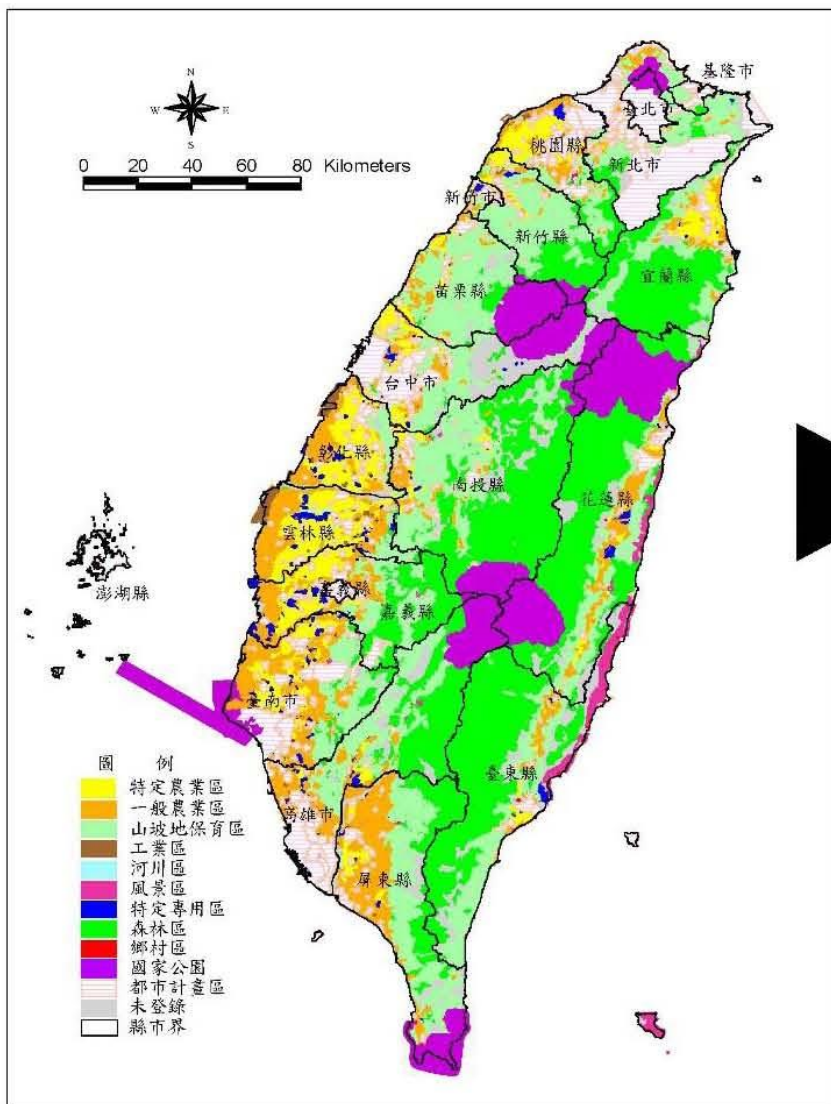 N
W E
S
0 20 40 60 80 Kilometers
基隆市
臺北市
桃園縣
新北市
新竹市
新竹縣
宜蘭縣
苗栗縣
台中市
彰化縣
南投縣
花蓮縣
雲林縣
嘉義縣
嘉義縣
澎湖縣
臺南市
臺東縣
高雄市
屏東縣
圖 例
特定農業區
一般農業區
山坡地保育區
工業區
河川區
風景區
特定專用區
森林區
鄉村區
國家公園
都市計畫區
未登錄
縣市界